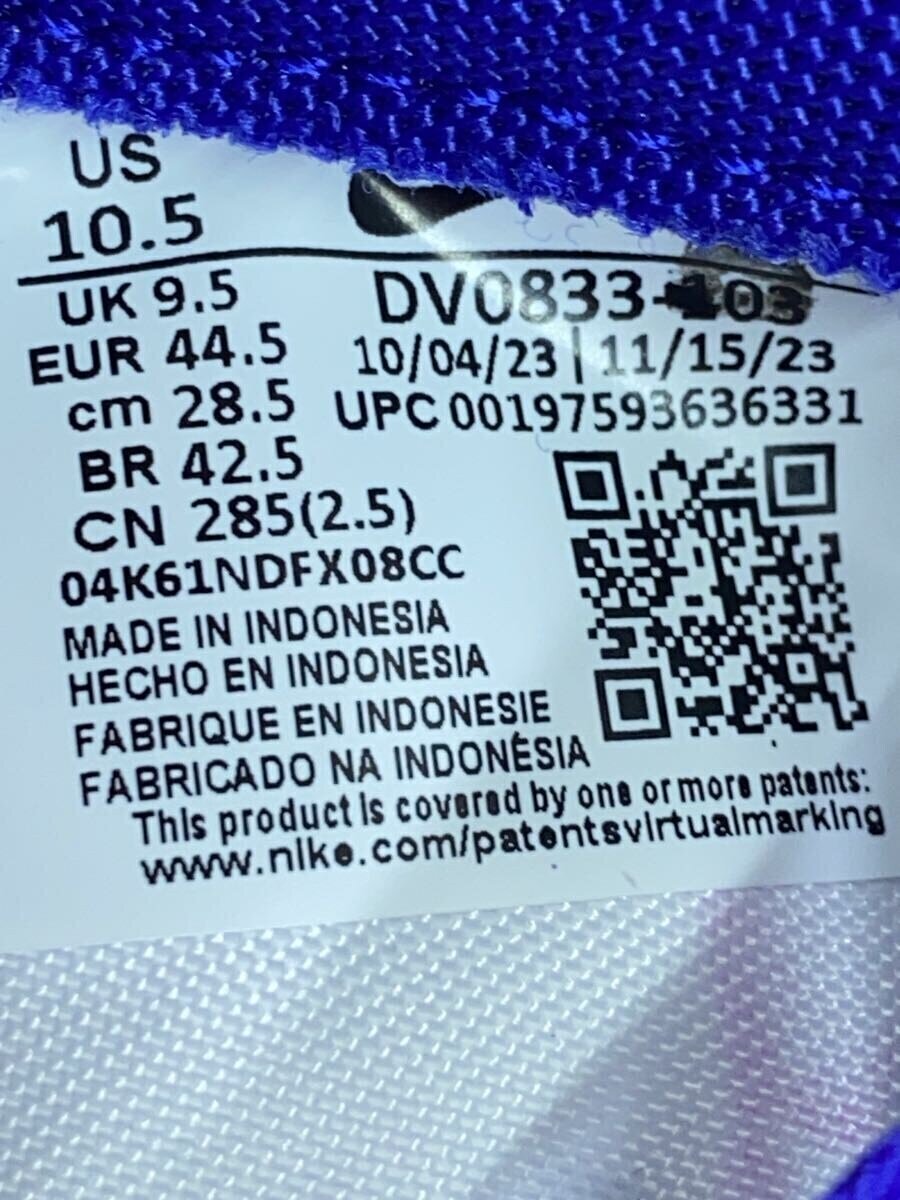 US
10.5
UK 9.5
EUR 44.5
cm 28.5
BR 42.5
CN 285(2.5)
04K61NDFX08CC
DV0833-103
10/04/23 | 11/15/23
UPC 00197593636331
MADE IN INDONESIA
HECHO EN INDONESIA
FABRIQUE EN INDONESIE
FABRICADO NA INDONÉSIA
This product is covered by one or more patents:
www.nike.com/patentsvirtualmarking